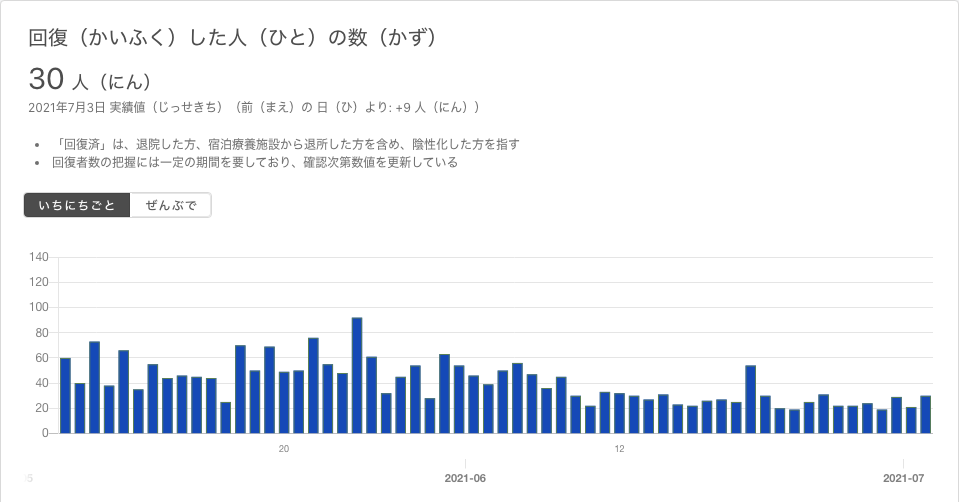 回復（かいふく）した人（ひと）の数（かず）
30 人（にん）
2021年7月3日 実績値（じっせきち）（前（まえ）の 日（ひ）より: +9 人（にん））
• 「回復済」は、退院した方、宿泊療養施設から退所した方を含め、陰性化した方を指す
• 回復者数の把握には一定の期間を要しており、確認次第数値を更新している
いちにちごと ぜんぶで
140
120
100
80
60
40
20
0
20 12
2021-06 2021-07